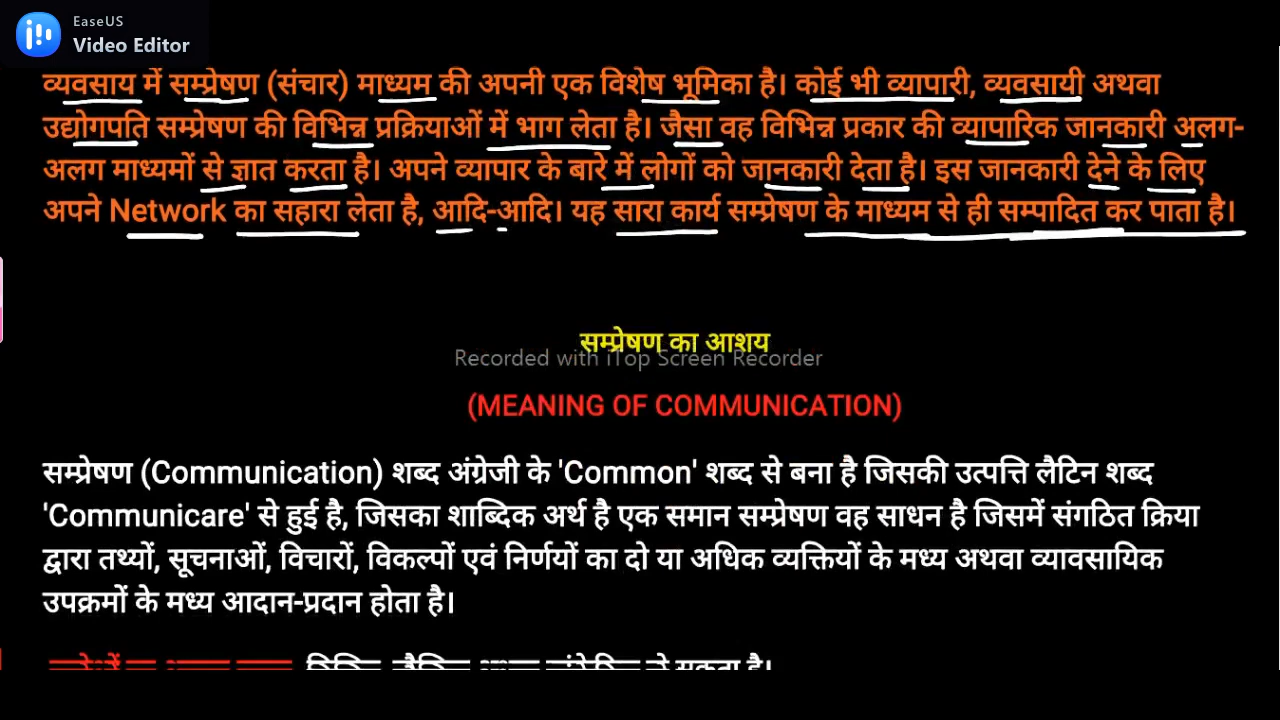 EaseUS
Video Editor
व्यवसाय में सम्प्रेषण (संचार) माध्यम की अपनी एक विशेष भूमिका है। कोई भी व्यापारी, व्यवसायी अथवा
उद्योगपति सम्प्रेषण की विभिन्न प्रक्रियाओं में भाग लेता है। जैसा वह विभिन्न प्रकार की व्यापारिक जानकारी अलग-
अलग माध्यमों से ज्ञात करता है। अपने व्यापार के बारे में लोगों को जानकारी देता है। इस जानकारी देने के लिए
अपने Network का सहारा लेता है, आदि-आदि। यह सारा कार्य सम्प्रेषण के माध्यम से ही सम्पादित कर पाता है।
सम्प्रेषण का आशय
Recorded with iTop Screen Recorder
(MEANING OF COMMUNICATION)
सम्प्रेषण (Communication) शब्द अंग्रेजी के 'Common' शब्द से बना है जिसकी उत्पत्ति लैटिन शब्द
'Communicare' से हुई है, जिसका शाब्दिक अर्थ है एक समान सम्प्रेषण वह साधन है जिसमें संगठित क्रिया
द्वारा तथ्यों, सूचनाओं, विचारों, विकल्पों एवं निर्णयों का दो या अधिक व्यक्तियों के मध्य अथवा व्यावसायिक
उपक्रमों के मध्य आदान-प्रदान होता है।